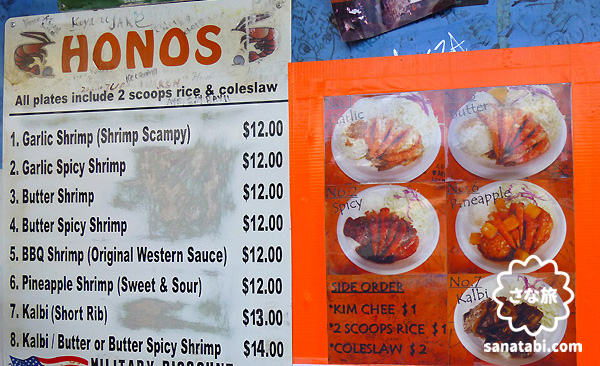 HONOS
All plates include 2 scoops rice & coleslaw
1. Garlic Shrimp (Shrimp Scampy) $12.00
2. Garlic Spicy Shrimp $12.00
3. Butter Shrimp $12.00
4. Butter Spicy Shrimp $12.00
5. BBQ Shrimp (Original Western Sauce) $12.00
6. Pineapple Shrimp (Sweet & Sour) $12.00
7. Kalbi (Short Rib) $13.00
8. Kalbi / Butter or Butter Spicy Shrimp $14.00
MILITARY DISCOUNT
Garlic
Butter
No.2
Spicy
Pineapple
No.7
Kalbi
SIDE ORDER
*KIM CHEE $1
*2 SCOOPS RICE $1
*COLESLAW $2
さな旅
sanatabi.com